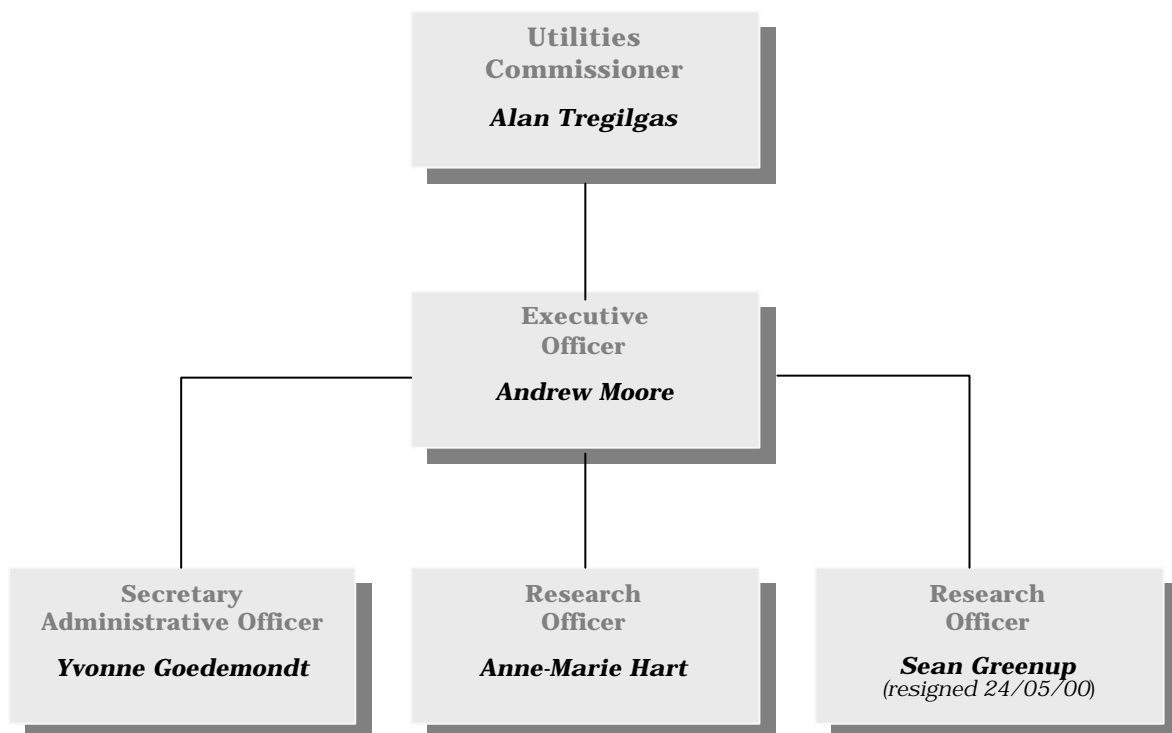 Utilities
Commissioner
Alan Tregilgas
Executive
Officer
Andrew Moore
Secretary
Administrative Officer
Yvonne Goedemondt
Research
Officer
Anne-Marie Hart
Research
Officer
Sean Greenup
(resigned 24/05/00)